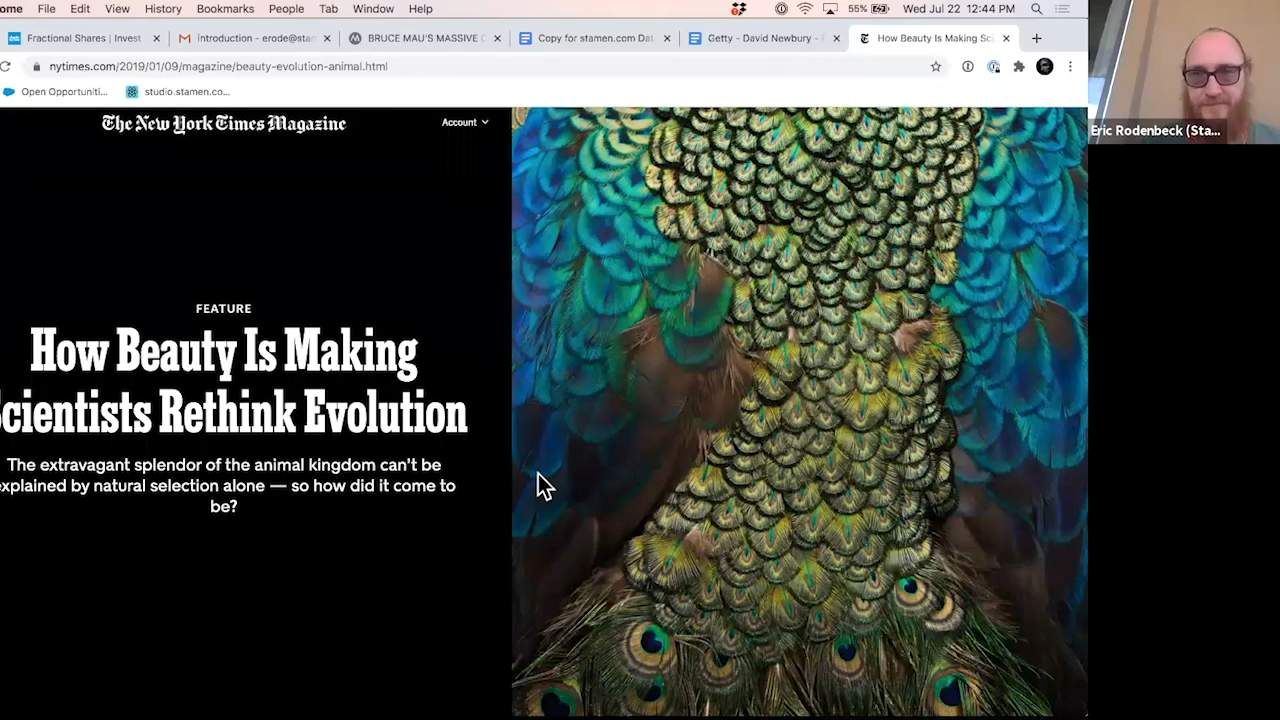 ome File Edit View History Bookmarks People Tab Window Help 55% Wed Jul 22 12:44 PM
Fractional Shares | Invest introduction - erode@star BRUCE MAU'S MASSIVE C Copy for stamen.com Dat Getty - David Newbury - F How Beauty Is Making Sci
nytimes.com/2019/01/09/magazine/beauty-evolution-animal.html
Open Opportuniti... studio.stamen.co...
The New York Times Magazine Account
Eric Rodenbeck (Sta...
FEATURE
How Beauty Is Making
Scientists Rethink Evolution
The extravagant splendor of the animal kingdom can't be
explained by natural selection alone — so how did it come to
be?